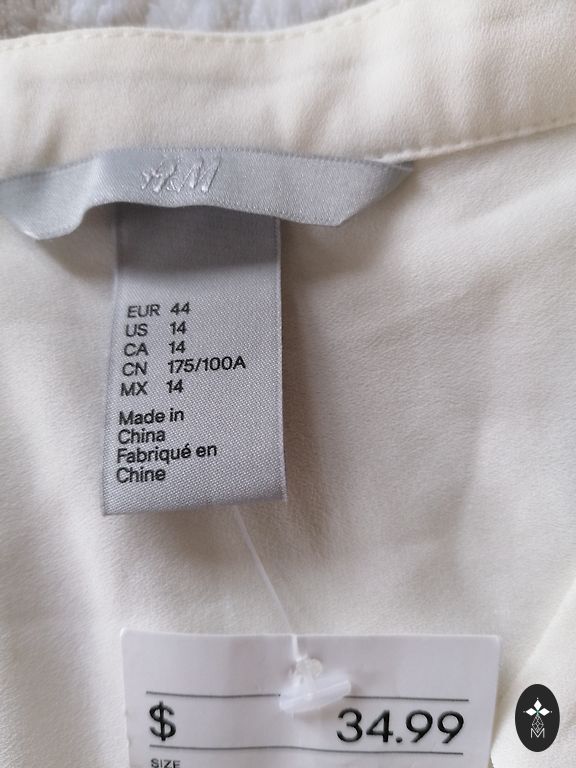 H&M
EUR 44
US 14
CA 14
CN 175/100A
MX 14
Made in
China
Fabriqué en
Chine
$ 34.99
SIZE